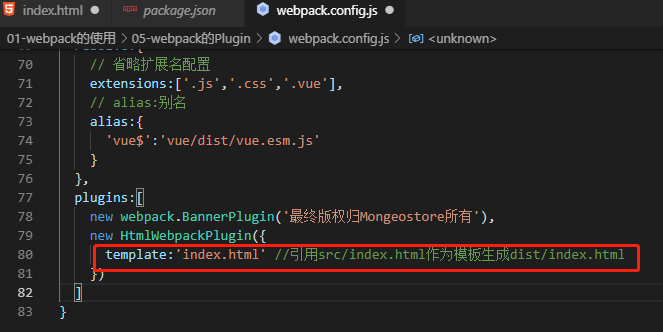 index.html package.json webpack.config.js
01-webpack的使用 > 05-webpack的Plugin > webpack.config.js > <unknown>
70 // 省略扩展名配置
71 extensions:['.js','.css','.vue'],
72 // alias:别名
73 alias:{
74 'vue$':'vue/dist/vue.esm.js'
75 }
76 },
77 plugins:[
78 new webpack.BannerPlugin('最终版权归Mongeostore所有'),
79 new HtmlWebpackPlugin({
80 template:'index.html' //引用src/index.html作为模板生成dist/index.html
81 })
82 ]
83 }